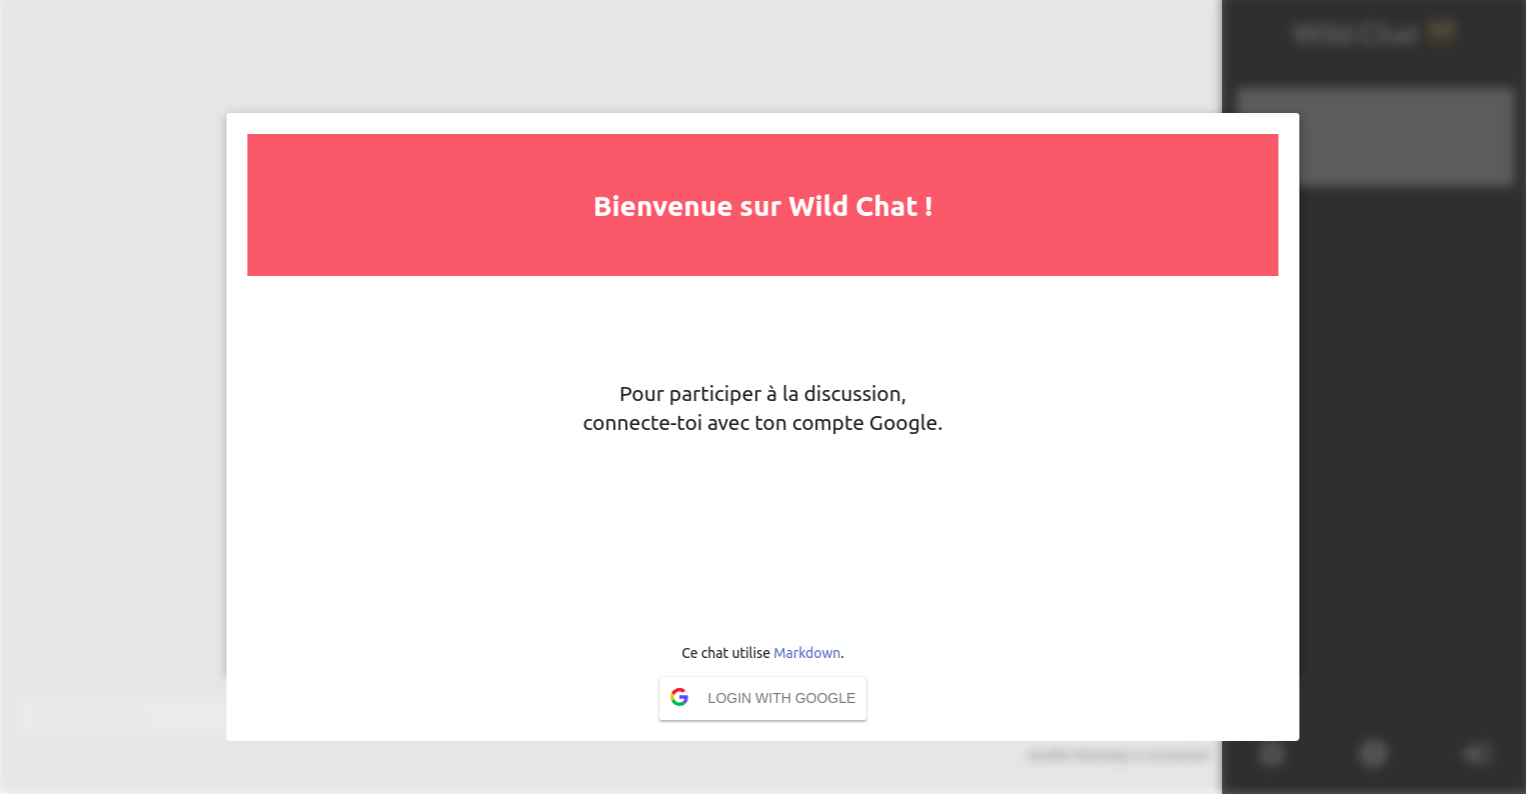 Wild Chat
Bienvenue sur Wild Chat !
Pour participer à la discussion,
connecte-toi avec ton compte Google.
Ce chat utilise Markdown.
LOGIN WITH GOOGLE